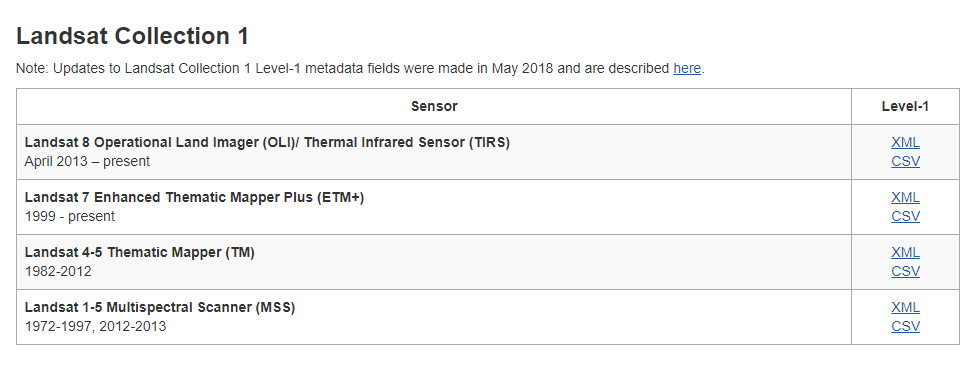 Landsat Collection 1
Note: Updates to Landsat Collection 1 Level-1 metadata fields were made in May 2018 and are described here.
Sensor Level-1
Landsat 8 Operational Land Imager (OLI)/ Thermal Infrared Sensor (TIRS) XML
April 2013 – present CSV
Landsat 7 Enhanced Thematic Mapper Plus (ETM+) XML
1999 - present CSV
Landsat 4-5 Thematic Mapper (TM) XML
1982-2012 CSV
Landsat 1-5 Multispectral Scanner (MSS) XML
1972-1997, 2012-2013 CSV